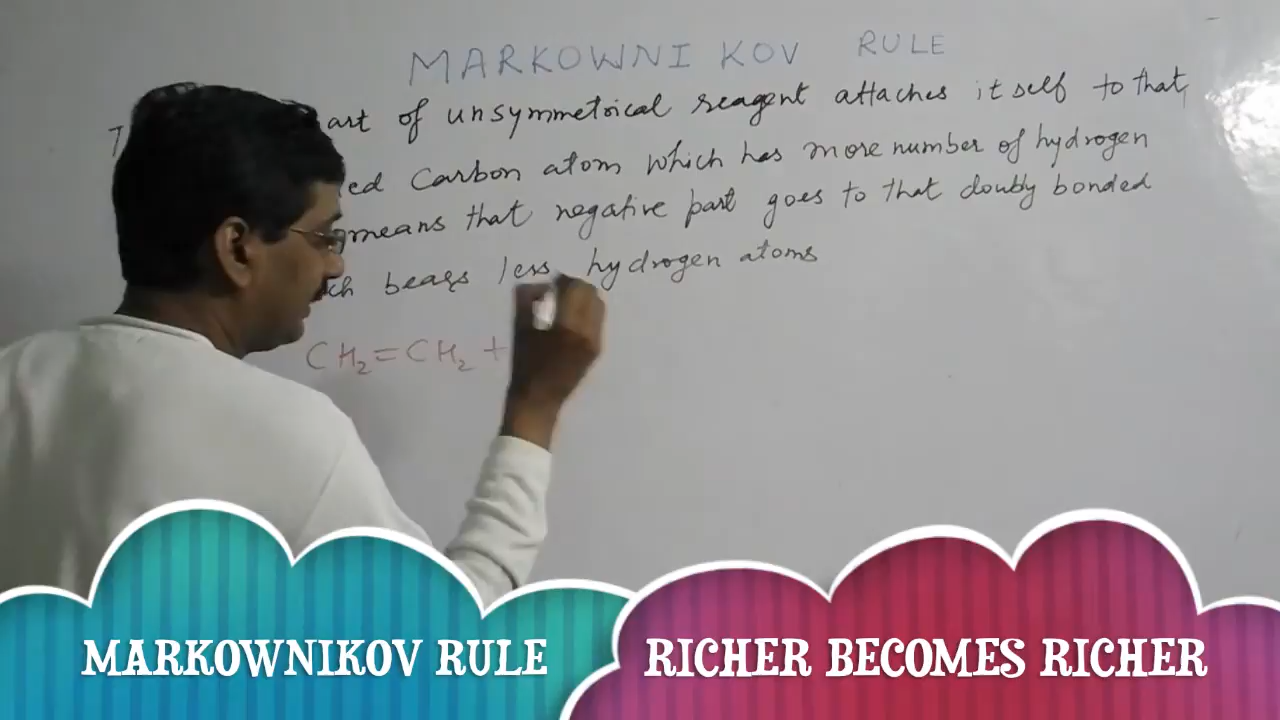 MARKOWNIKOV RULE
T art of unsymmetrical reagent attaches itself to that
ed Carbon atom which has more number of hydrogen
means that negative part goes to that doubly bonded
ch bears less hydrogen atoms
CH₂=CH₂ +
MARKOWNIKOV RULE
RICHER BECOMES RICHER